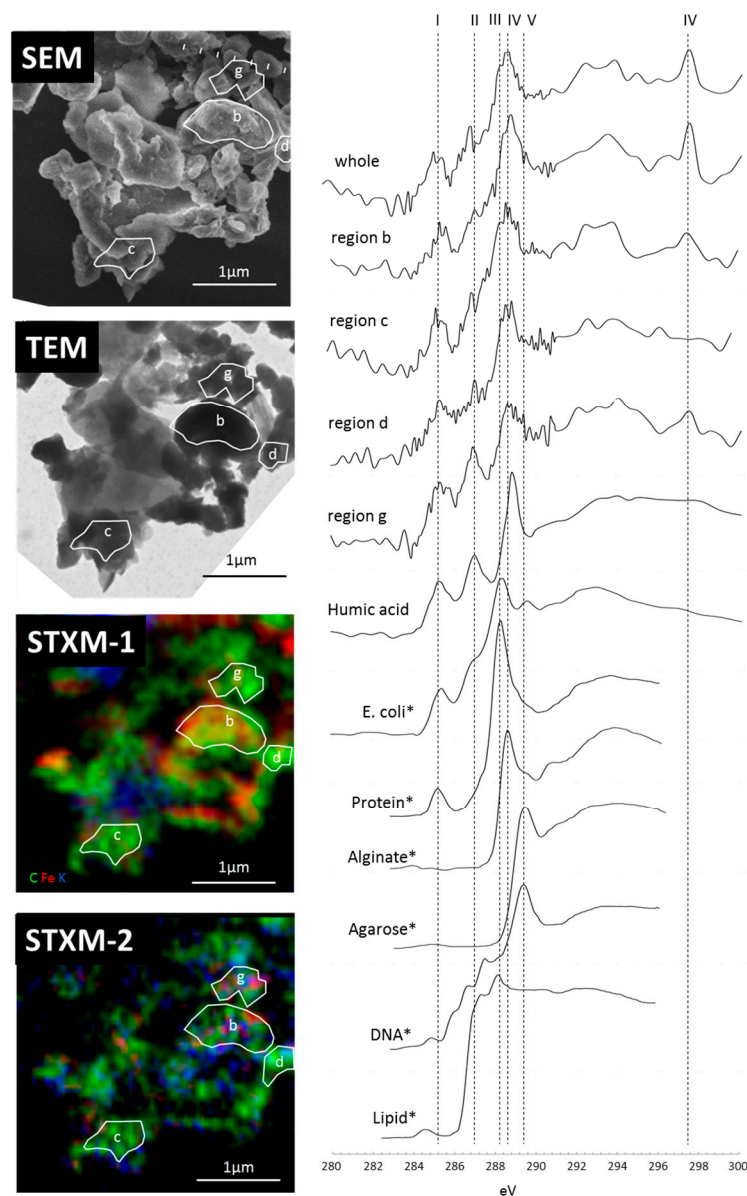 SEM
g
b
d
c
1µm
TEM
g
b
d
c
1µm
STXM-1
g
b
d
c
C Fe K
1µm
STXM-2
g
b
d
c
1µm
I II III IV V IV
whole
region b
region c
region d
region g
Humic acid
E. coli*
Protein*
Alginate*
Agarose*
DNA*
Lipid*
280 282 284 286 288 290 292 294 296 298 300
eV